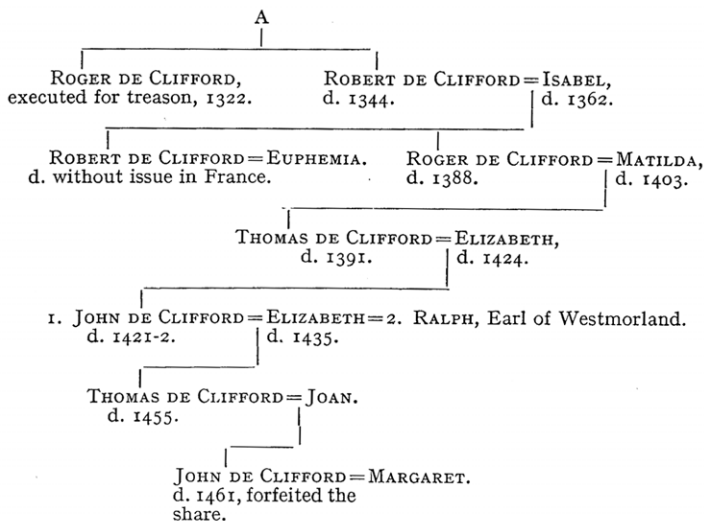 A
ROGER DE CLIFFORD, ROBERT DE CLIFFORD = ISABEL,
executed for treason, 1322. d. 1344. d. 1362.
ROBERT DE CLIFFORD = EUPHEMIA. ROGER DE CLIFFORD = MATILDA,
d. without issue in France. d. 1388. d. 1403.
THOMAS DE CLIFFORD = ELIZABETH,
d. 1391. d. 1424.
1. JOHN DE CLIFFORD = ELIZABETH = 2. RALPH, Earl of Westmorland.
d. 1421-2. d. 1435.
THOMAS DE CLIFFORD = JOAN.
d. 1455.
JOHN DE CLIFFORD = MARGARET.
d. 1461, forfeited the
share.